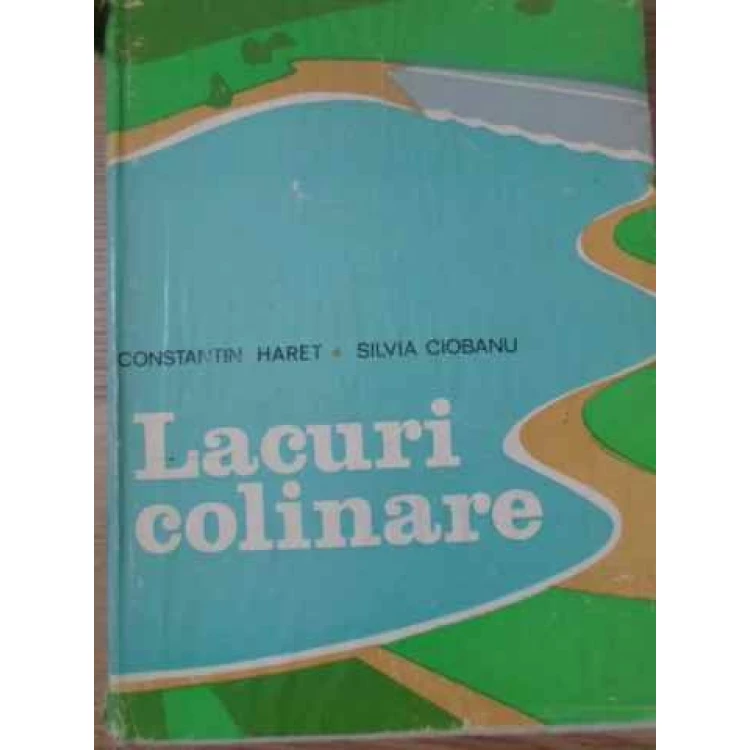 CONSTANTIN HARET • SILVIA CIOBANU
Lacuri
colinare